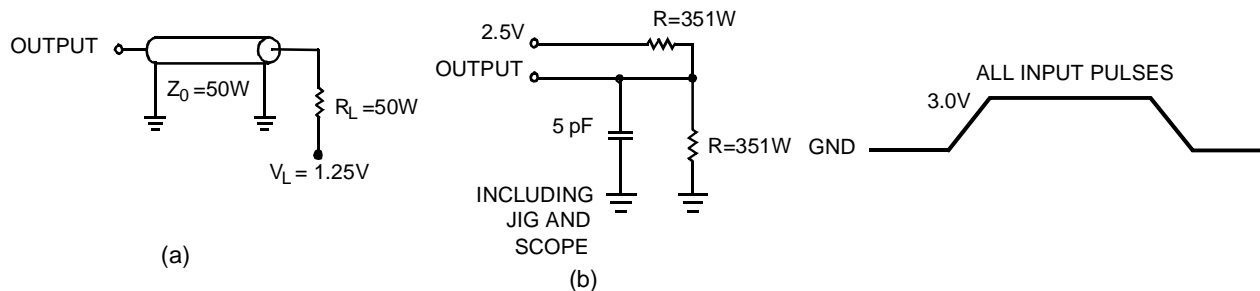 OUTPUT
Z0 =50W
RL =50W
VL = 1.25V
(a)
R=351W
2.5V
OUTPUT
5 pF
R=351W
INCLUDING
JIG AND
SCOPE
(b)
ALL INPUT PULSES
3.0V
GND